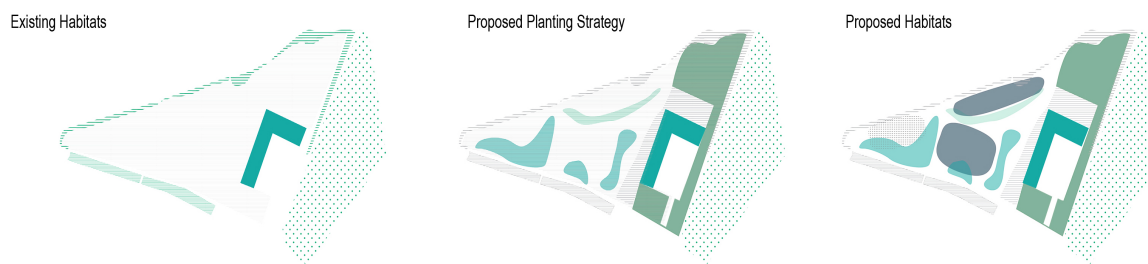 Existing Habitats
Proposed Planting Strategy
Proposed Habitats